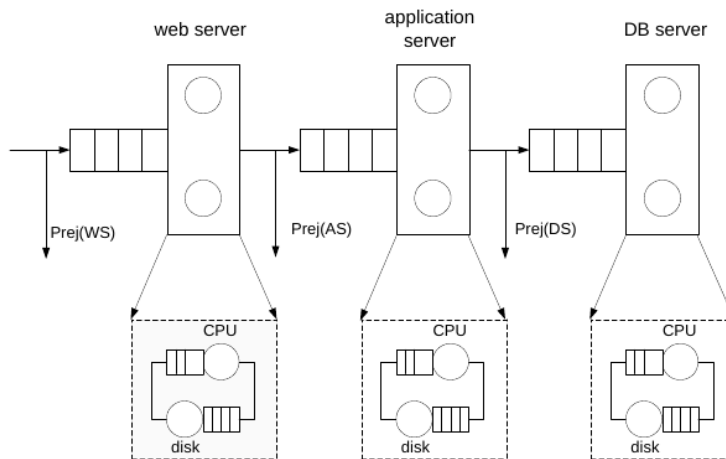 web server
application
server
DB server
Prej(WS)
Prej(AS)
Prej(DS)
CPU
disk
CPU
disk
CPU
disk